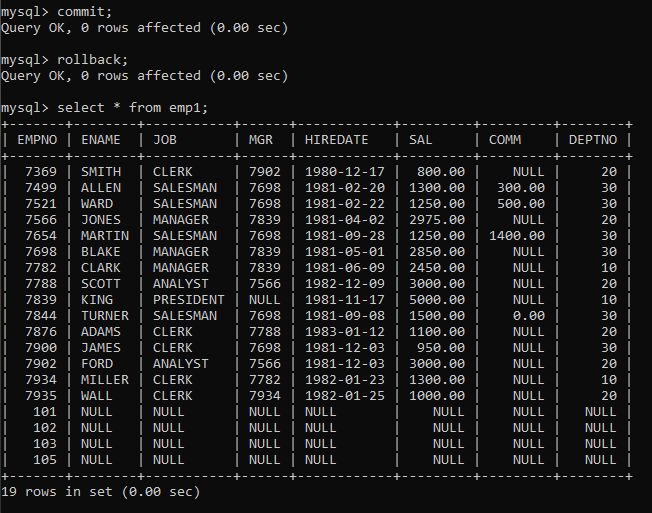 mysql> commit;
Query OK, 0 rows affected (0.00 sec)
mysql> rollback;
Query OK, 0 rows affected (0.00 sec)
mysql> select * from emp1;
+-------+--------+-----------+------+------------+---------+---------+--------+
| EMPNO | ENAME  | JOB       | MGR  | HIREDATE   | SAL     | COMM    | DEPTNO |
+-------+--------+-----------+------+------------+---------+---------+--------+
|  7369 | SMITH  | CLERK     | 7902 | 1980-12-17 |  800.00 |    NULL |     20 |
|  7499 | ALLEN  | SALESMAN  | 7698 | 1981-02-20 | 1300.00 |  300.00 |     30 |
|  7521 | WARD   | SALESMAN  | 7698 | 1981-02-22 | 1250.00 |  500.00 |     30 |
|  7566 | JONES  | MANAGER   | 7839 | 1981-04-02 | 2975.00 |    NULL |     20 |
|  7654 | MARTIN | SALESMAN  | 7698 | 1981-09-28 | 1250.00 | 1400.00 |     30 |
|  7698 | BLAKE  | MANAGER   | 7839 | 1981-05-01 | 2850.00 |    NULL |     30 |
|  7782 | CLARK  | MANAGER   | 7839 | 1981-06-09 | 2450.00 |    NULL |     10 |
|  7788 | SCOTT  | ANALYST   | 7566 | 1982-12-09 | 3000.00 |    NULL |     20 |
|  7839 | KING   | PRESIDENT | NULL | 1981-11-17 | 5000.00 |    NULL |     10 |
|  7844 | TURNER | SALESMAN  | 7698 | 1981-09-08 | 1500.00 |    0.00 |     30 |
|  7876 | ADAMS  | CLERK     | 7788 | 1983-01-12 | 1100.00 |    NULL |     20 |
|  7900 | JAMES  | CLERK     | 7698 | 1981-12-03 |  950.00 |    NULL |     30 |
|  7902 | FORD   | ANALYST   | 7566 | 1981-12-03 | 3000.00 |    NULL |     20 |
|  7934 | MILLER | CLERK     | 7782 | 1982-01-23 | 1300.00 |    NULL |     10 |
|  7935 | WALL   | CLERK     | 7934 | 1982-01-25 | 1000.00 |    NULL |     20 |
|   101 | NULL   | NULL      | NULL | NULL       |    NULL |    NULL |   NULL |
|   102 | NULL   | NULL      | NULL | NULL       |    NULL |    NULL |   NULL |
|   103 | NULL   | NULL      | NULL | NULL       |    NULL |    NULL |   NULL |
|   105 | NULL   | NULL      | NULL | NULL       |    NULL |    NULL |   NULL |
+-------+--------+-----------+------+------------+---------+---------+--------+
19 rows in set (0.00 sec)